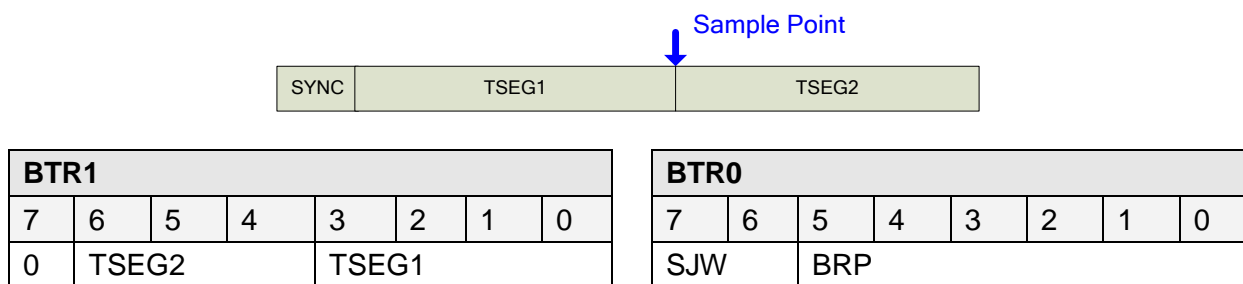 Sample Point
SYNC TSEG1 TSEG2
BTR1 BTR0
7 6 5 4 3 2 1 0 7 6 5 4 3 2 1 0
0 TSEG2 TSEG1 SJW BRP